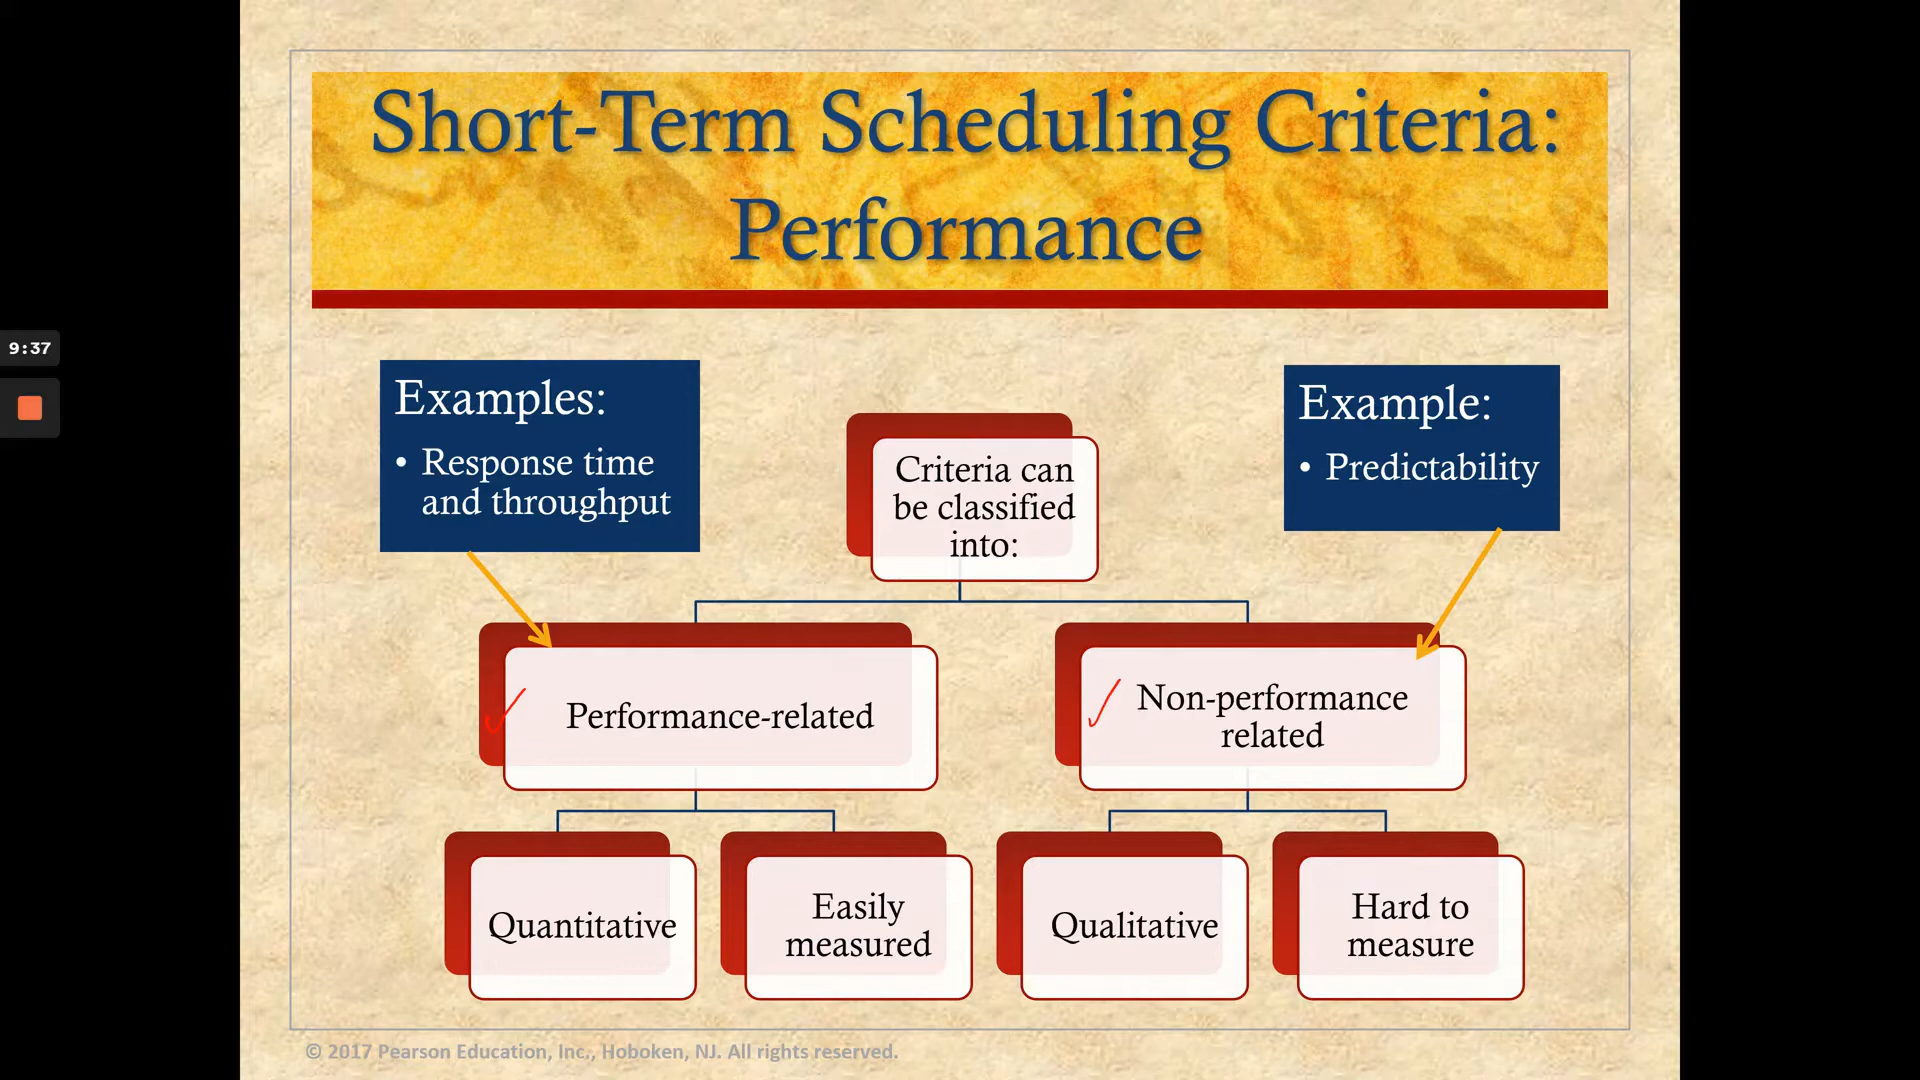 Short-Term Scheduling Criteria:
Performance
9:37
Examples:
• Response time
and throughput
Example:
• Predictability
Criteria can
be classified
into:
Performance-related
Non-performance
related
Quantitative
Easily
measured
Qualitative
Hard to
measure
© 2017 Pearson Education, Inc., Hoboken, NJ. All rights reserved.